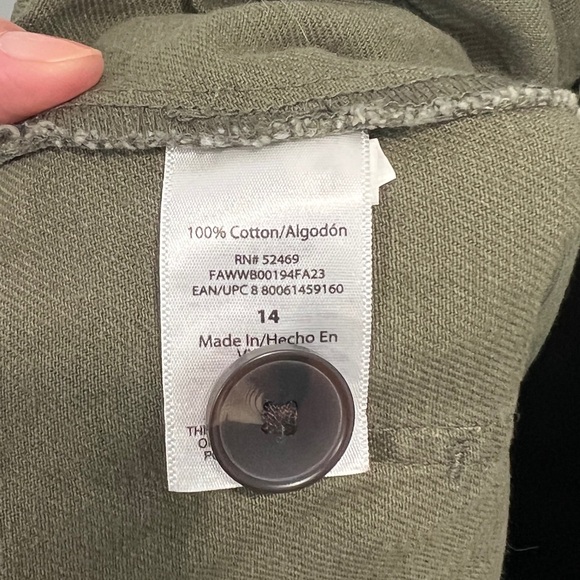 100% Cotton/Algodón
RN# 52469
FAWWB00194FA23
EAN/UPC 8 80061459160
14
Made In/Hecho En